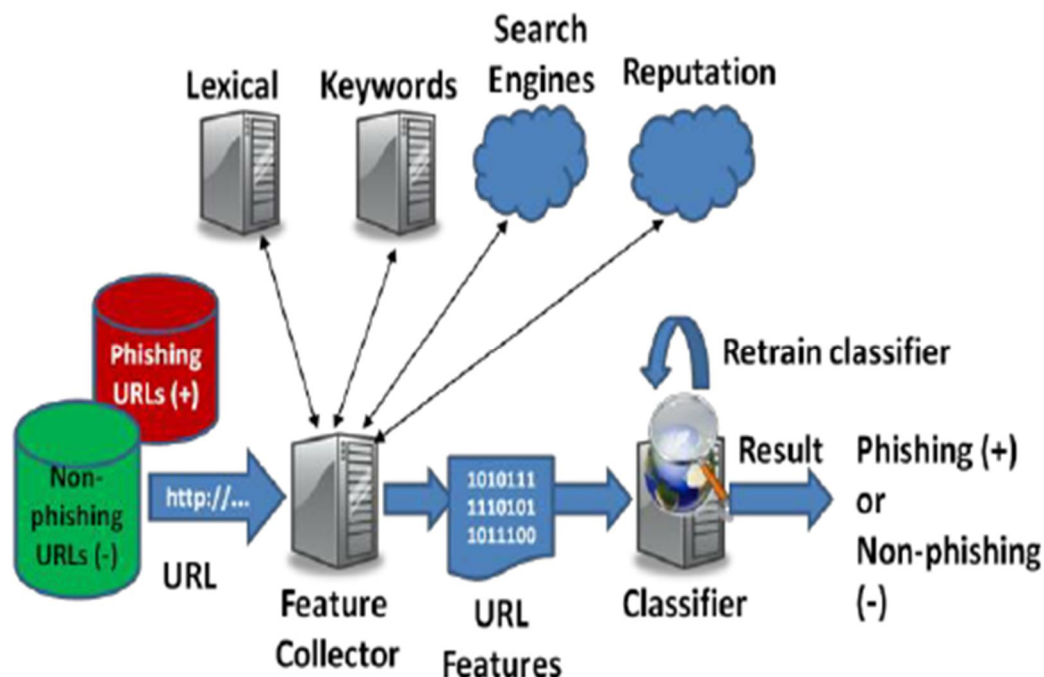 Search
Engines
Lexical
Keywords
Reputation
Phishing
URLs (+)
Non-
phishing
URLs (-)
http://...
URL
Feature
Collector
1010111
1110101
1011100
URL
Features
Retrain classifier
Classifier
Result
Phishing (+)
or
Non-phishing
(-)